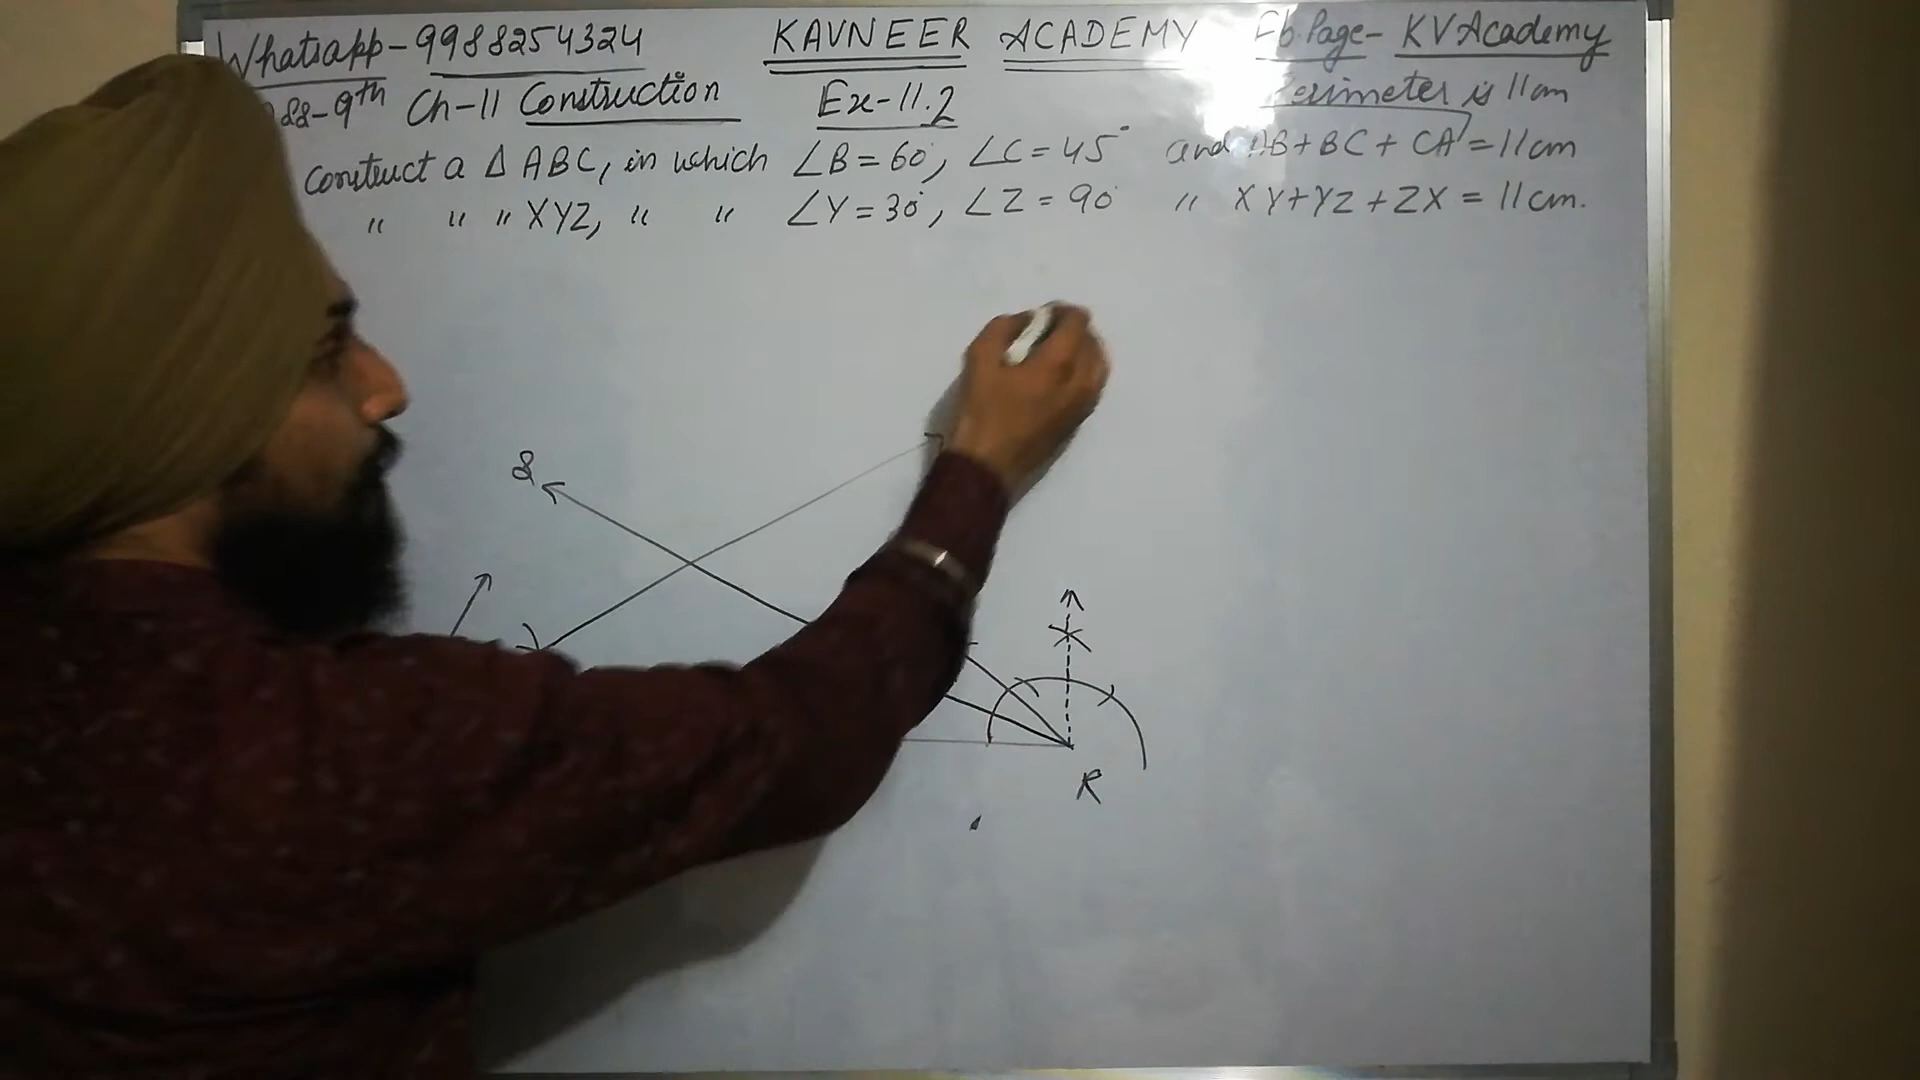 Whatsapp-9988254324 KAVNEER ACADEMY Fb.Page- KVAcademy
88-9th Ch-11 Construction Ex-11.2 Perimeter is 11cm
Construct a Δ ABC, in which ∠B = 60°, ∠C = 45° and AB+BC+CA = 11cm
" " " XYZ, " " ∠Y = 30°, ∠Z = 90° " XY+YZ+ZX = 11cm.
S
R